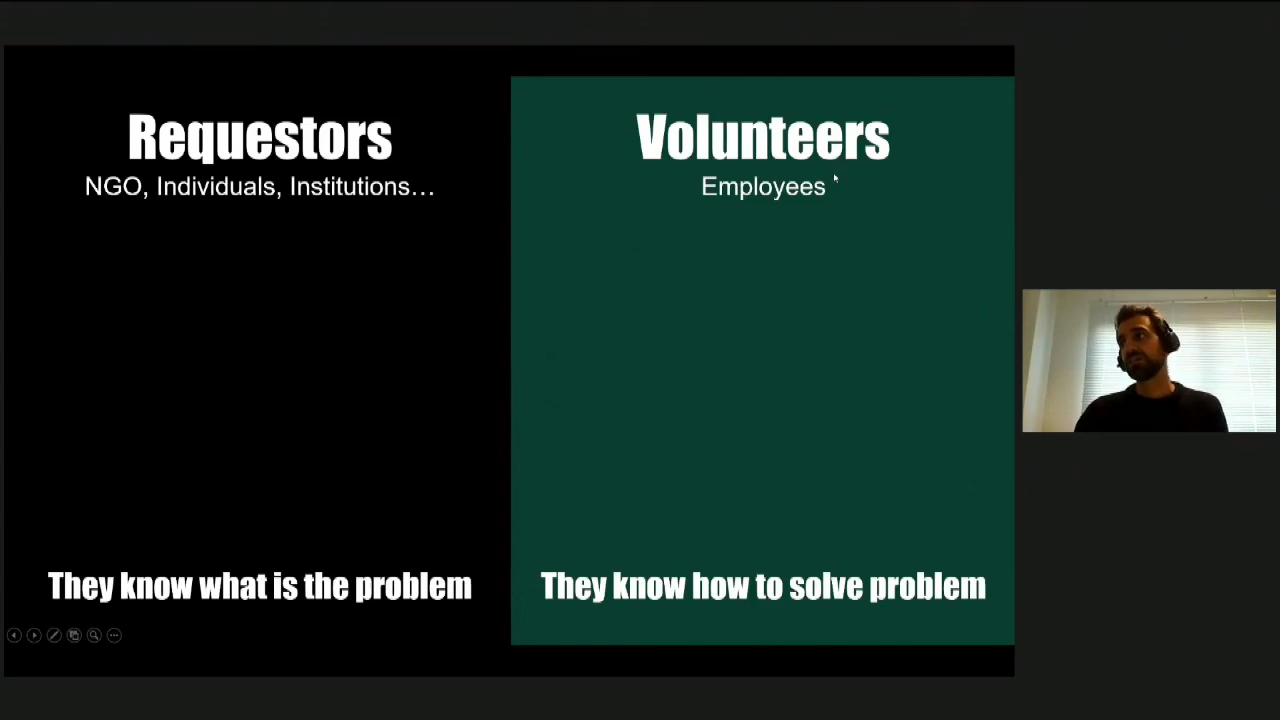 Requestors
NGO, Individuals, Institutions…
They know what is the problem
Volunteers
Employees
They know how to solve problem